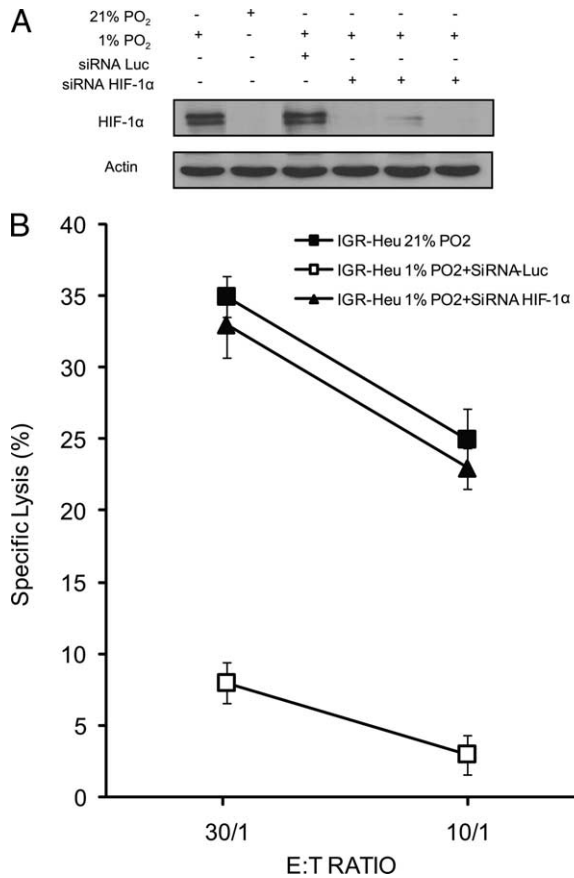 A
21% PO2 - + - - - -
1% PO2 + - + + + +
siRNA Luc - - + - - -
siRNA HIF-1α - - - + + +
HIF-1α
Actin
B
40
35
30
25
20
15
10
5
0
Specific Lysis (%)
IGR-Heu 21% PO2
IGR-Heu 1% PO2+SiRNA-Luc
IGR-Heu 1% PO2+SiRNA HIF-1α
30/1 10/1
E:T RATIO